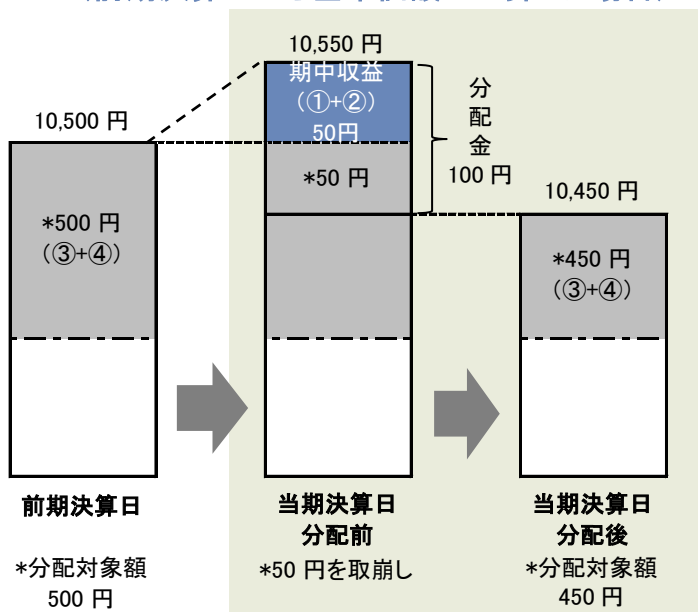 10,500 円
*500 円
(③+④)
前期決算日
*分配対象額
500 円
10,550 円
期中収益
(①+②)
50円
*50 円
分
配
金
100 円
当期決算日
分配前
*50 円を取崩し
10,450 円
*450 円
(③+④)
当期決算日
分配後
*分配対象額
450 円